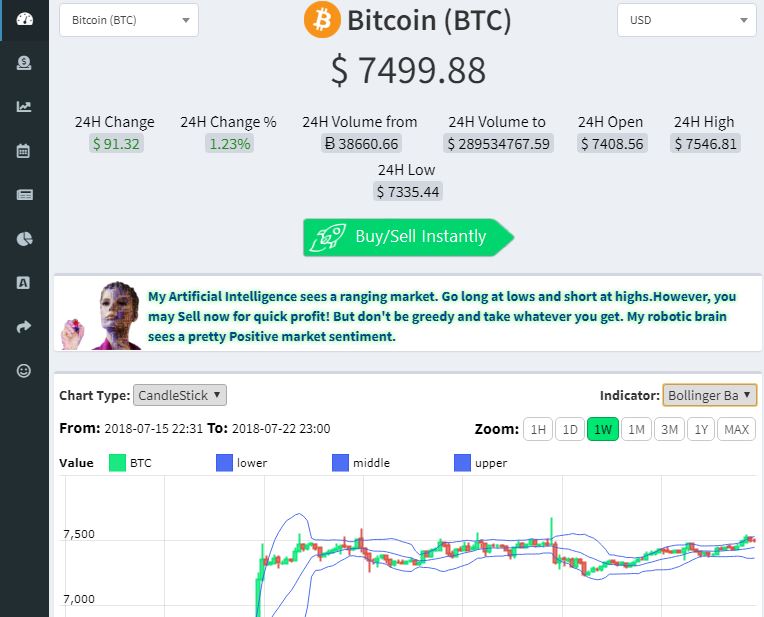 Bitcoin (BTC)
Bitcoin (BTC)
USD
$ 7499.88
24H Change
24H Change %
24H Volume from
24H Volume to
24H Open
24H High
$ 91.32
1.23%
Ƀ 38660.66
$ 289534767.59
$ 7408.56
$ 7546.81
24H Low
$ 7335.44
Buy/Sell Instantly
My Artificial Intelligence sees a ranging market. Go long at lows and short at highs.However, you
may Sell now for quick profit! But don't be greedy and take whatever you get. My robotic brain
sees a pretty Positive market sentiment.
Chart Type: CandleStick
Indicator: Bollinger Ba
From: 2018-07-15 22:31 To: 2018-07-22 23:00
Zoom: 1H 1D 1W 1M 3M 1Y MAX
Value BTC lower middle upper
7,500
7,000